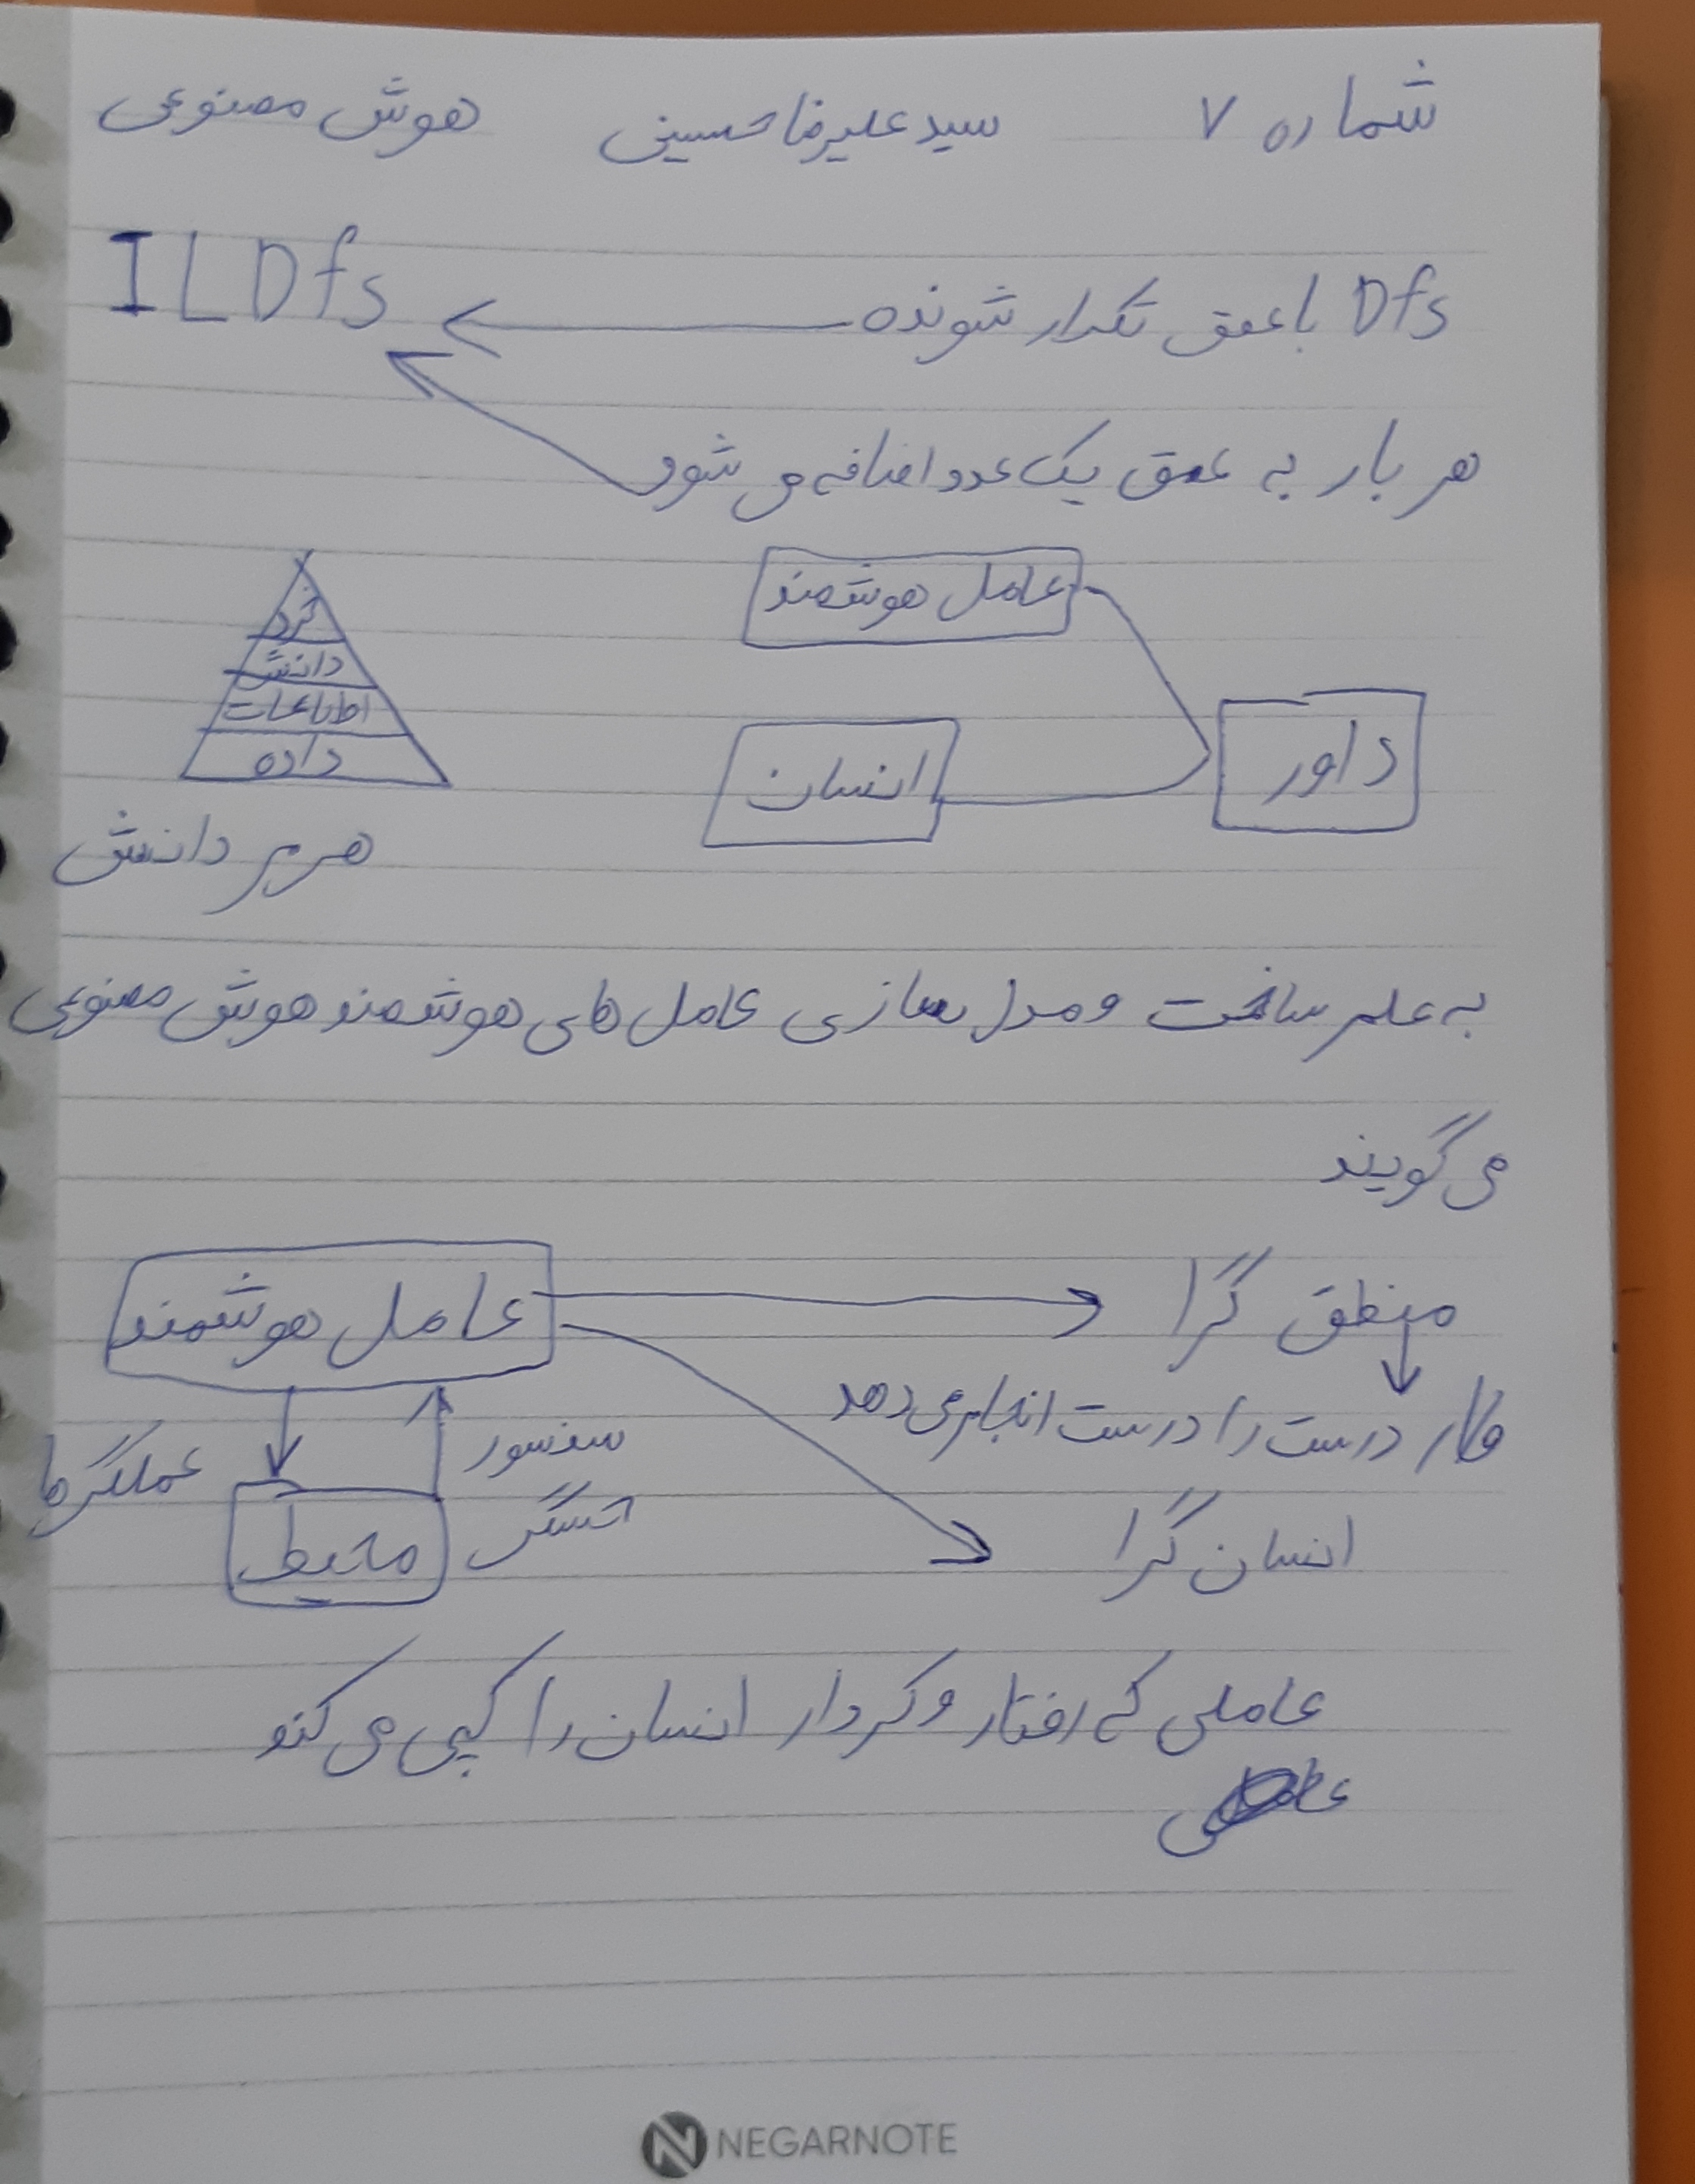 شماره ۷ سید علیرضا حسینی هوش مصنوعی
Dfs با عمق تکرار شونده ILDfs
هر بار به عمق یک عدد اضافه می شود
عامل هوشمند
داور
انسان
خرد
دانش
اطلاعات
داده
هرم دانش
به علم ساخت و مدل سازی عامل های هوشمند هوش مصنوعی
می گویند
عامل هوشمند
منطق گرا
کار درست را درست انجام می دهد
سنسور
حسگر
عملگرها
محیط
انسان گرا
عاملی که رفتار و کردار انسان را کپی می کند
NEGARNOTE